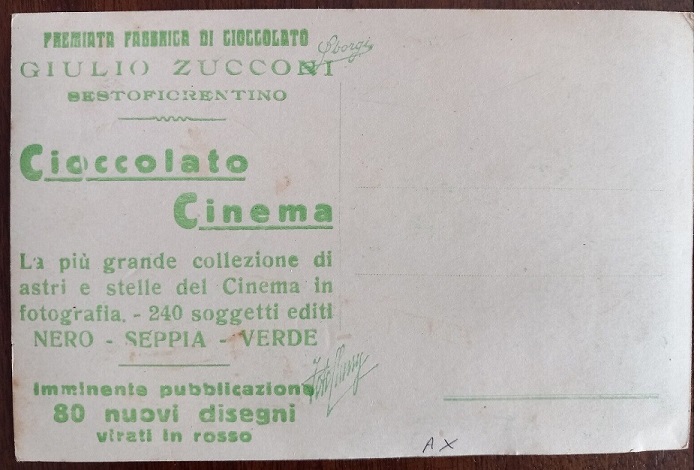 PREMIATA FABBRICA DI CIOCCOLATO
GIULIO ZUCCONI
SESTOFIORENTINO
Cioccolato
Cinema
La più grande collezione di
astri e stelle del Cinema in
fotografia. - 240 soggetti editi
NERO - SEPPIA - VERDE
imminente pubblicazione
80 nuovi disegni
virati in rosso
AX